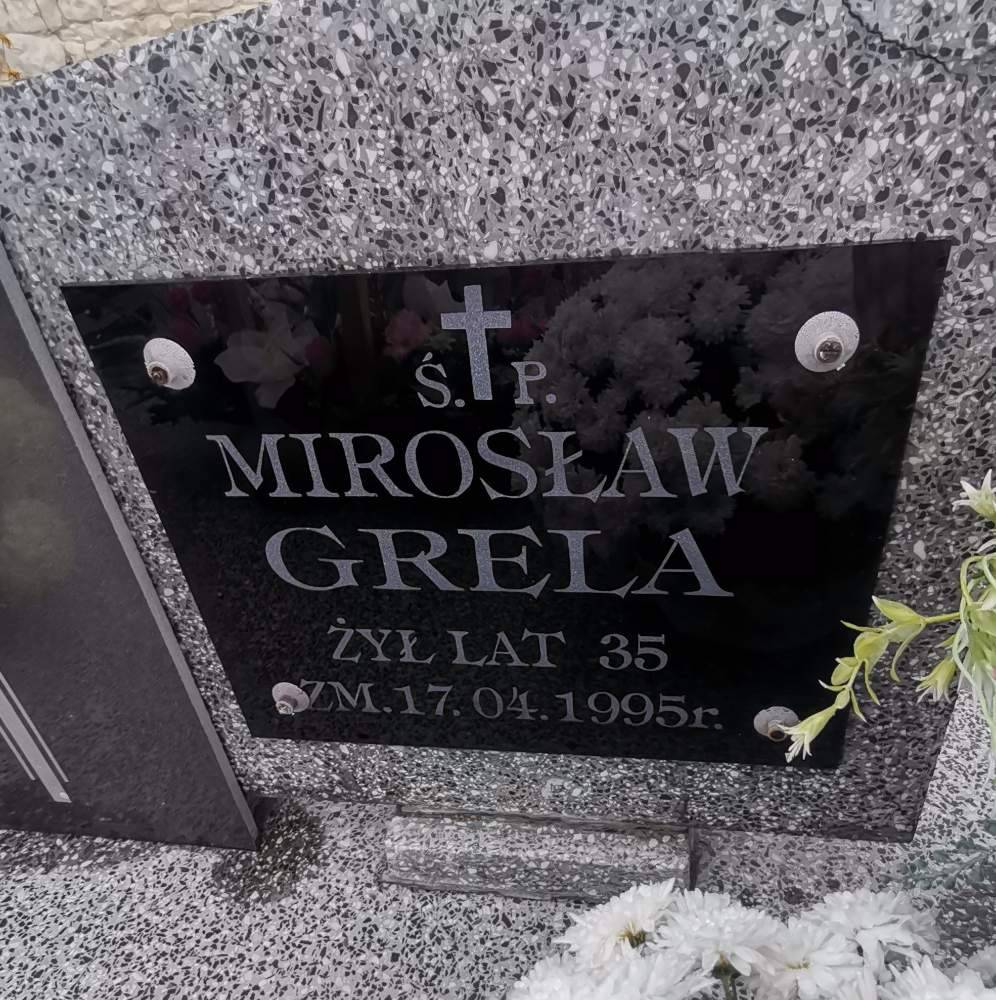 Ś. P.
MIROSŁAW
GRELA
ŻYŁ LAT 35
ZM. 17. 04. 1995r.